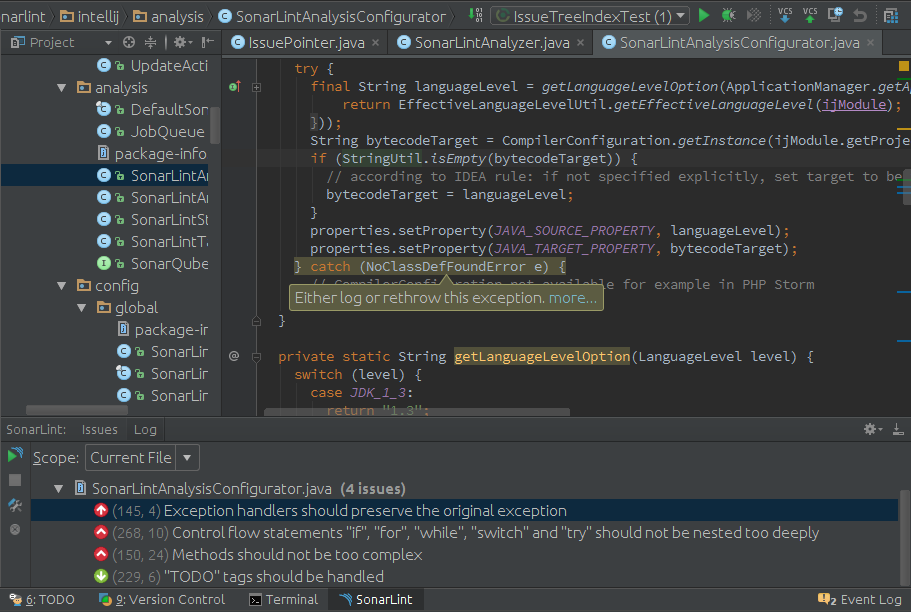 narlint intellij analysis SonarLintAnalysisConfigurator IssueTreeIndexTest (1) VCS VCS
Project IssuePointer.java SonarLintAnalyzer.java SonarLintAnalysisConfigurator.java
UpdateActi
analysis
DefaultSor
JobQueue
package-info
SonarLintA
SonarLintAr
SonarLintSt
SonarLintTa
SonarQube
config
global
package-ir
SonarLir
SonarLir
SonarLir
try {
final String languageLevel = getLanguageLevelOption(ApplicationManager.getA
return EffectiveLanguageLevelUtil.getEffectiveLanguageLevel(ijModule);
}));
String bytecodeTarget = CompilerConfiguration.getInstance(ijModule.getProje
if (StringUtil.isEmpty(bytecodeTarget)) {
// according to IDEA rule: if not specified explicitly, set target to be
bytecodeTarget = languageLevel;
}
properties.setProperty(JAVA_SOURCE_PROPERTY, languageLevel);
properties.setProperty(JAVA_TARGET_PROPERTY, bytecodeTarget);
} catch (NoClassDefFoundError e) {
// CompilerConfiguration not available for example in PHP Storm
Either log or rethrow this exception. more...
}
@ private static String getLanguageLevelOption(LanguageLevel level) {
switch (level) {
case JDK_1_3:
return "1.3";
SonarLint: Issues Log
Scope: Current File
SonarLintAnalysisConfigurator.java (4 issues)
(145, 4) Exception handlers should preserve the original exception
(268, 10) Control flow statements "if", "for", "while", "switch" and "try" should not be nested too deeply
(150, 24) Methods should not be too complex
(229, 6) "TODO" tags should be handled
6: TODO 9: Version Control Terminal SonarLint 2 Event Log